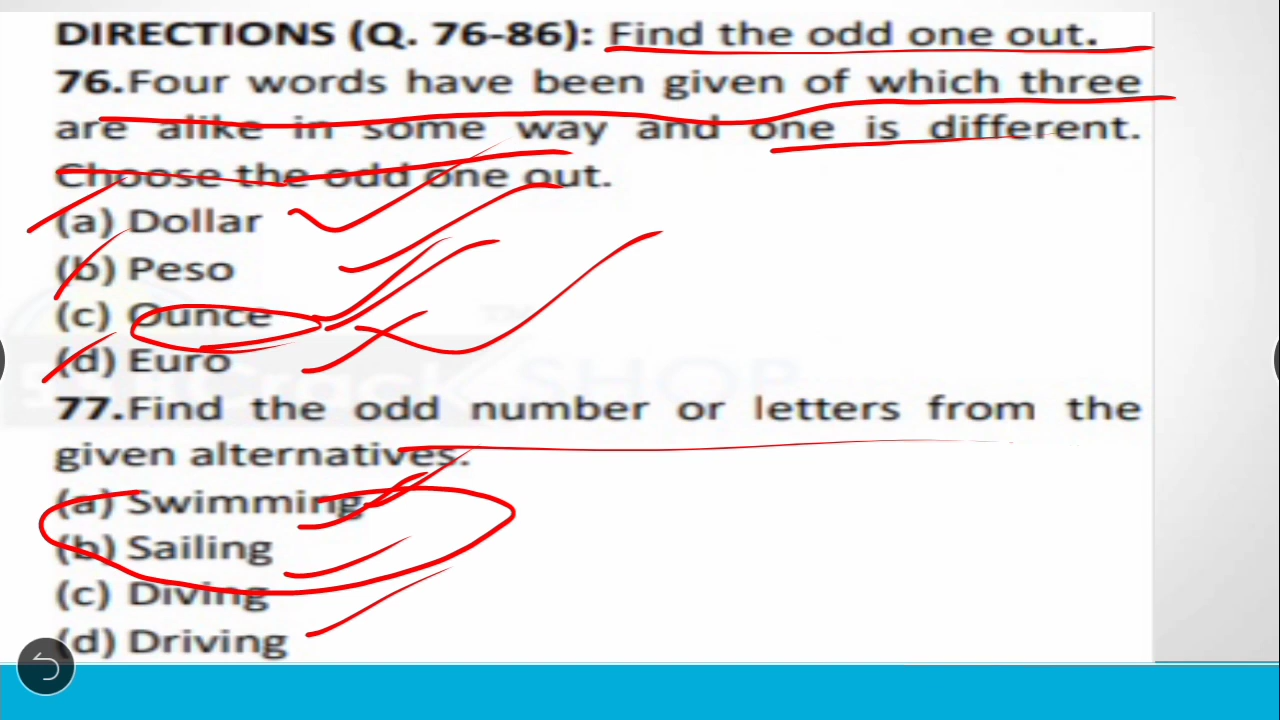 DIRECTIONS (Q. 76-86): Find the odd one out.
76.Four words have been given of which three
are alike in some way and one is different.
Choose the odd one out.
(a) Dollar
(b) Peso
(c) Ounce
(d) Euro
77.Find the odd number or letters from the
given alternatives.
(a) Swimming
(b) Sailing
(c) Diving
(d) Driving